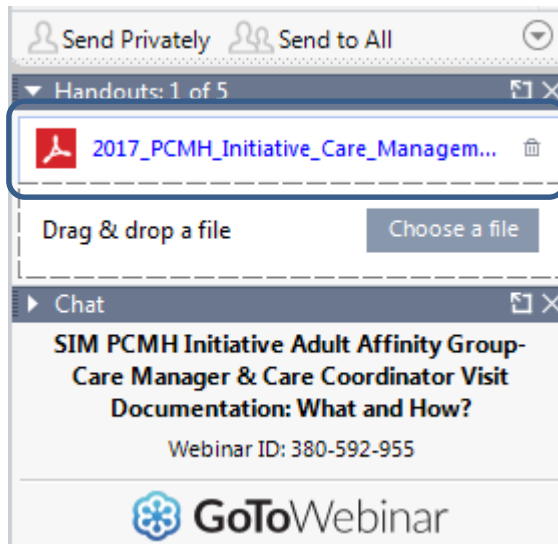 Send Privately Send to All
Handouts: 1 of 5
2017_PCMH_Initiative_Care_Managem...
Drag & drop a file Choose a file
Chat
SIM PCMH Initiative Adult Affinity Group-
Care Manager & Care Coordinator Visit
Documentation: What and How?
Webinar ID: 380-592-955
GoToWebinar